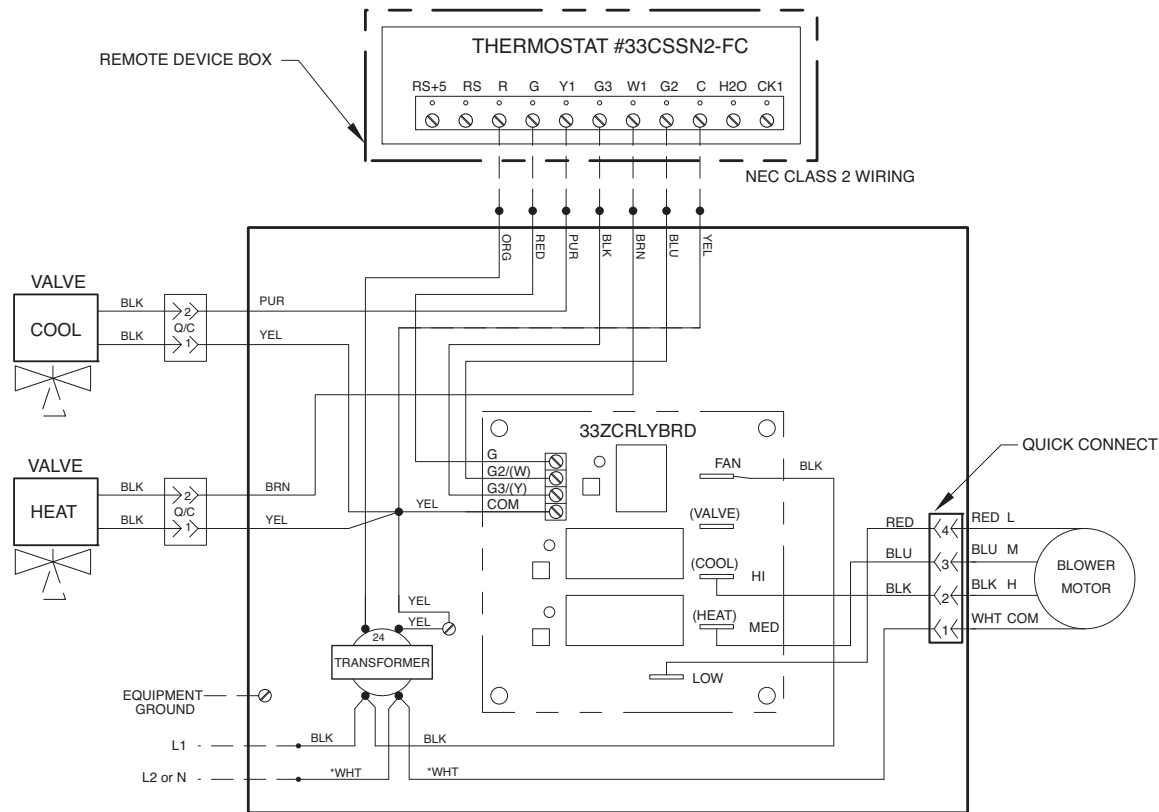 THERMOSTAT #33CSSN2-FC
REMOTE DEVICE BOX
RS+5 RS R G Y1 G3 W1 G2 C H2O CK1
NEC CLASS 2 WIRING
ORG RED PUR BLK BRN BLU YEL
VALVE
COOL
BLK 2 PUR
Q/C
BLK 1 YEL
VALVE
HEAT
BLK 2 BRN
Q/C
BLK 1 YEL
YEL
33ZCRLYBRD
G
G2/(W)
G3/(Y)
COM
FAN BLK
(VALVE)
(COOL)
HI
(HEAT)
MED
LOW
QUICK CONNECT
RED 4 RED L
BLU 3 BLU M
BLK 2 BLK H
1 WHT COM
BLOWER
MOTOR
YEL
YEL
24
TRANSFORMER
EQUIPMENT
GROUND
L1 BLK BLK
L2 or N *WHT *WHT